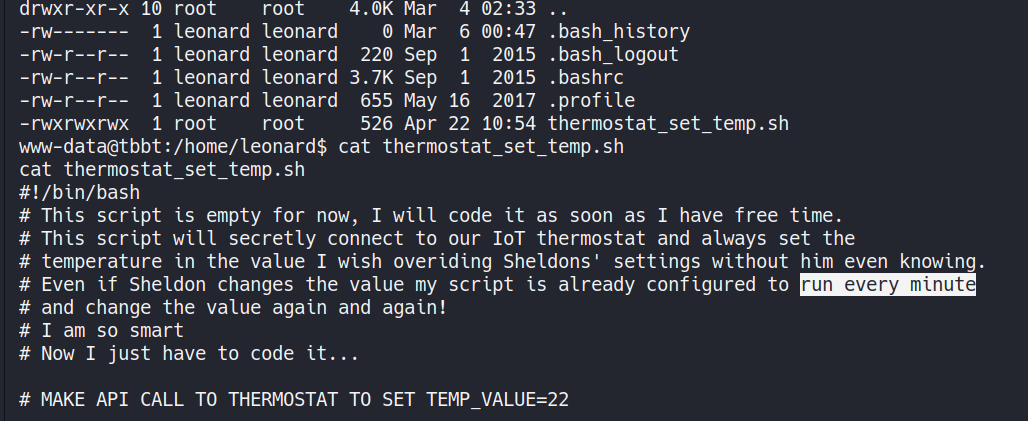 drwxr-xr-x 10 root    root    4.0K Mar  4 02:33 ..
-rw-------  1 leonard leonard    0 Mar  6 00:47 .bash_history
-rw-r--r--  1 leonard leonard  220 Sep  1  2015 .bash_logout
-rw-r--r--  1 leonard leonard 3.7K Sep  1  2015 .bashrc
-rw-r--r--  1 leonard leonard  655 May 16  2017 .profile
-rwxrwxrwx  1 root    root     526 Apr 22 10:54 thermostat_set_temp.sh
www-data@tbbt:/home/leonard$ cat thermostat_set_temp.sh
cat thermostat_set_temp.sh
#!/bin/bash
# This script is empty for now, I will code it as soon as I have free time.
# This script will secretly connect to our IoT thermostat and always set the
# temperature in the value I wish overiding Sheldons' settings without him even knowing.
# Even if Sheldon changes the value my script is already configured to run every minute
# and change the value again and again!
# I am so smart
# Now I just have to code it...

# MAKE API CALL TO THERMOSTAT TO SET TEMP_VALUE=22